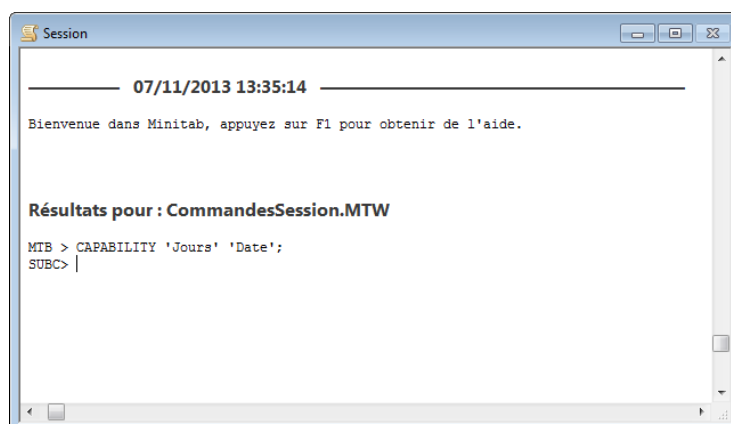 Session
07/11/2013 13:35:14
Bienvenue dans Minitab, appuyez sur F1 pour obtenir de l'aide.
Résultats pour : CommandesSession.MTW
MTB > CAPABILITY 'Jours' 'Date';
SUBC>